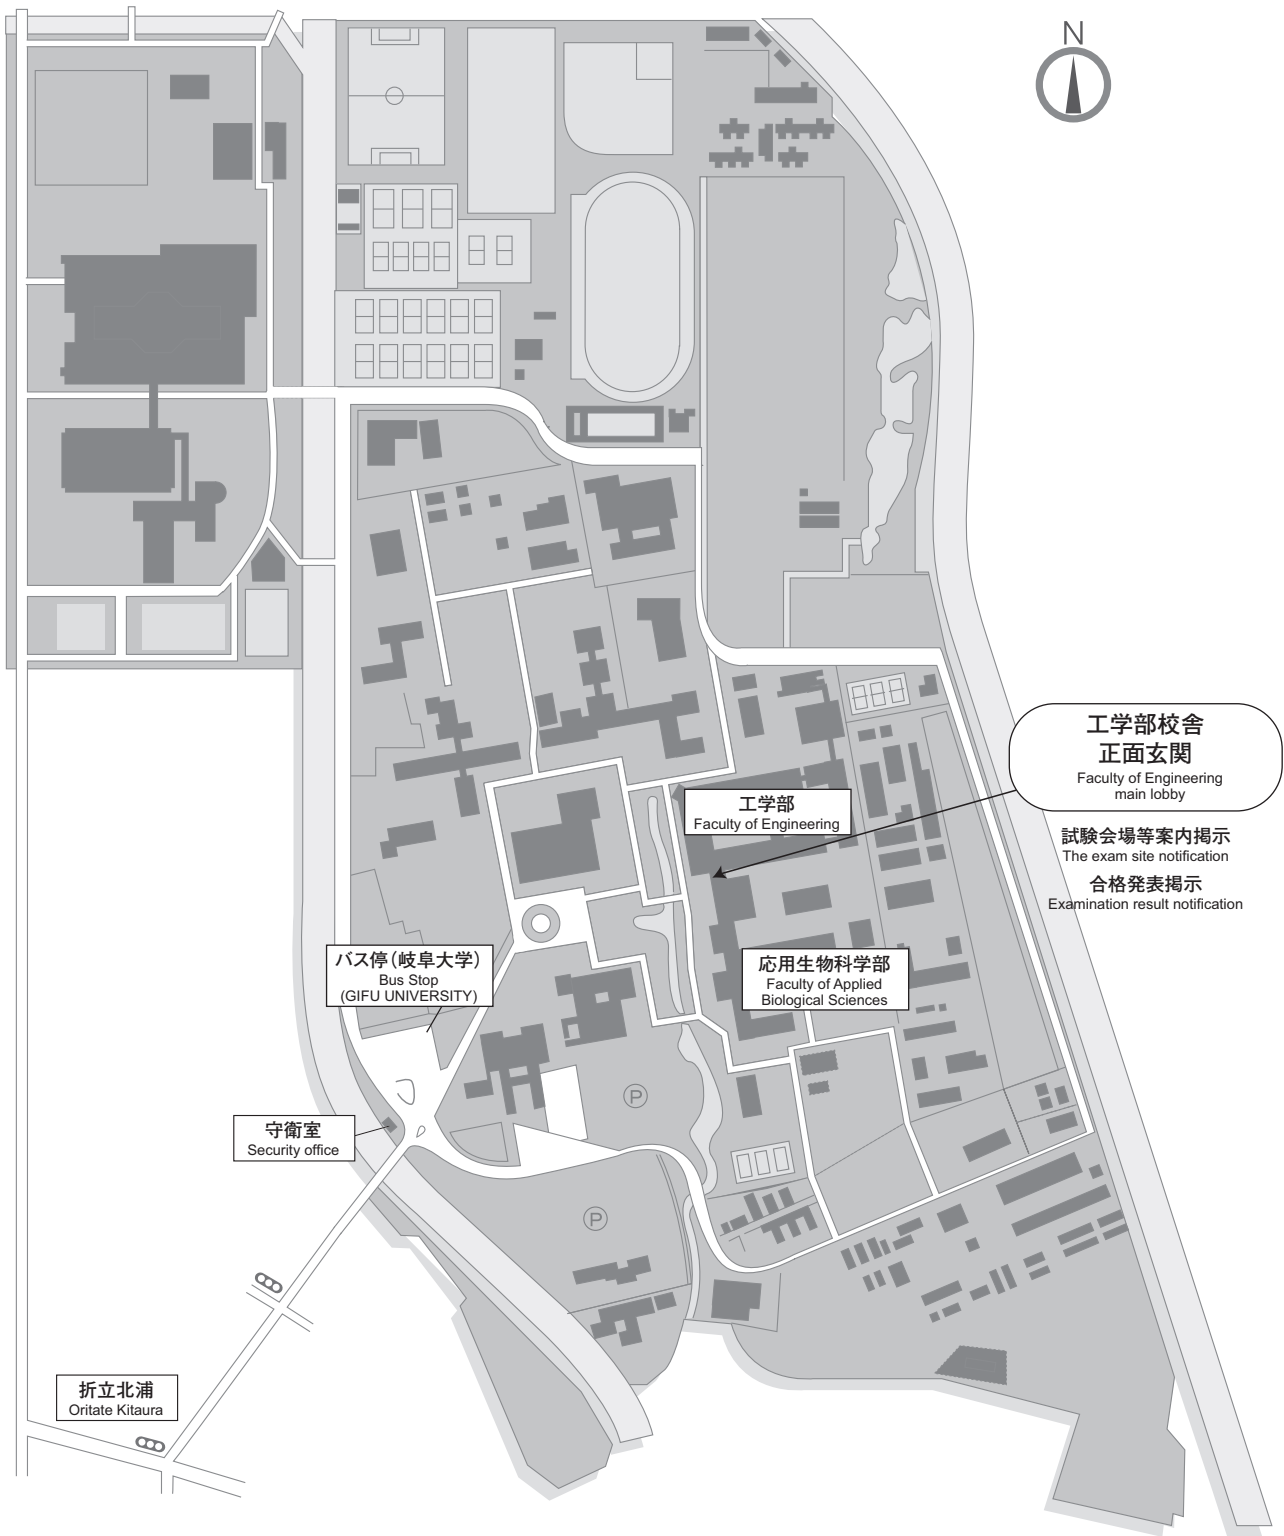 N
工学部校舎
正面玄関
Faculty of Engineering
main lobby
試験会場等案内掲示
The exam site notification
合格発表掲示
Examination result notification
工学部
Faculty of Engineering
応用生物科学部
Faculty of Applied
Biological Sciences
バス停（岐阜大学）
Bus Stop
(GIFU UNIVERSITY)
P
守衛室
Security office
P
折立北浦
Oritate Kitaura